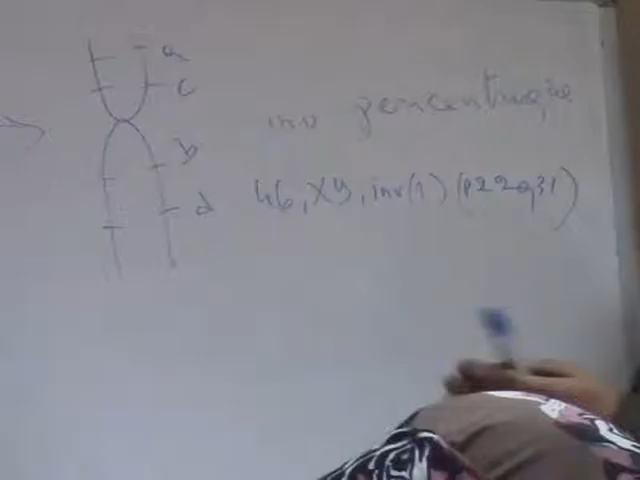 a
c
inv pericentrique
b
46, XY, inv(1) (p22q31)
d